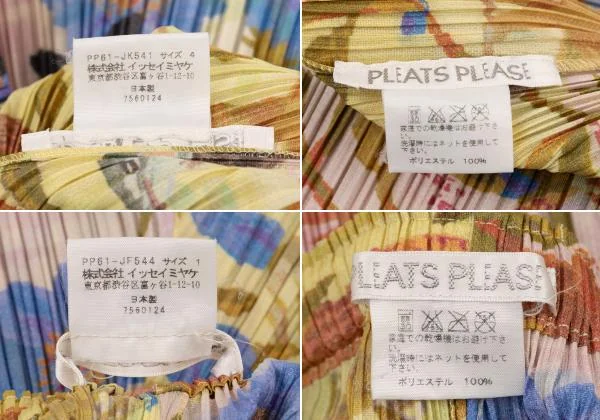 PP61-JK541 サイズ 4
株式会社 イッセイミヤケ
東京都渋谷区富ヶ谷1-12-10
日本製
7560124
PLEATS PLEASE
家庭での乾燥機はお避け下さい。
洗濯時にはネットを使用して下さい。
ポリエステル 100%
PP61-JF544 サイズ 1
株式会社 イッセイミヤケ
東京都渋谷区富ヶ谷1-12-10
日本製
7560124
PLEATS PLEASE
家庭での乾燥機はお避け下さい。
洗濯時にはネットを使用して下さい。
ポリエステル 100%